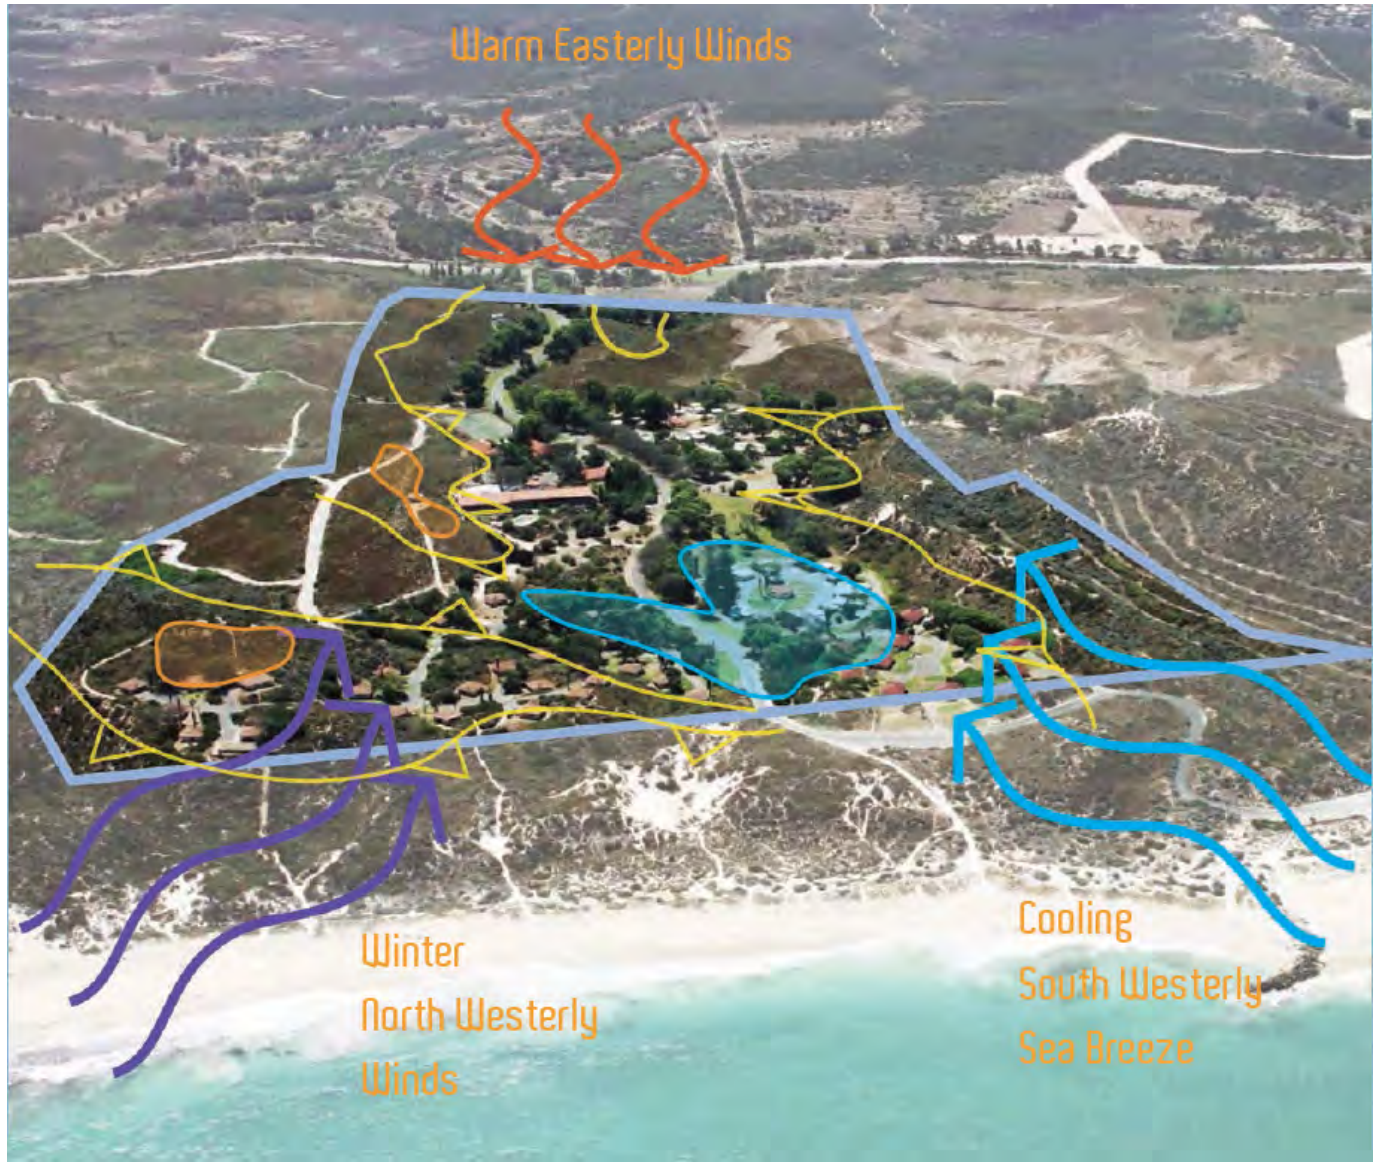 Warm Easterly Winds
Winter
North Westerly
Winds
Cooling
South Westerly
Sea Breeze